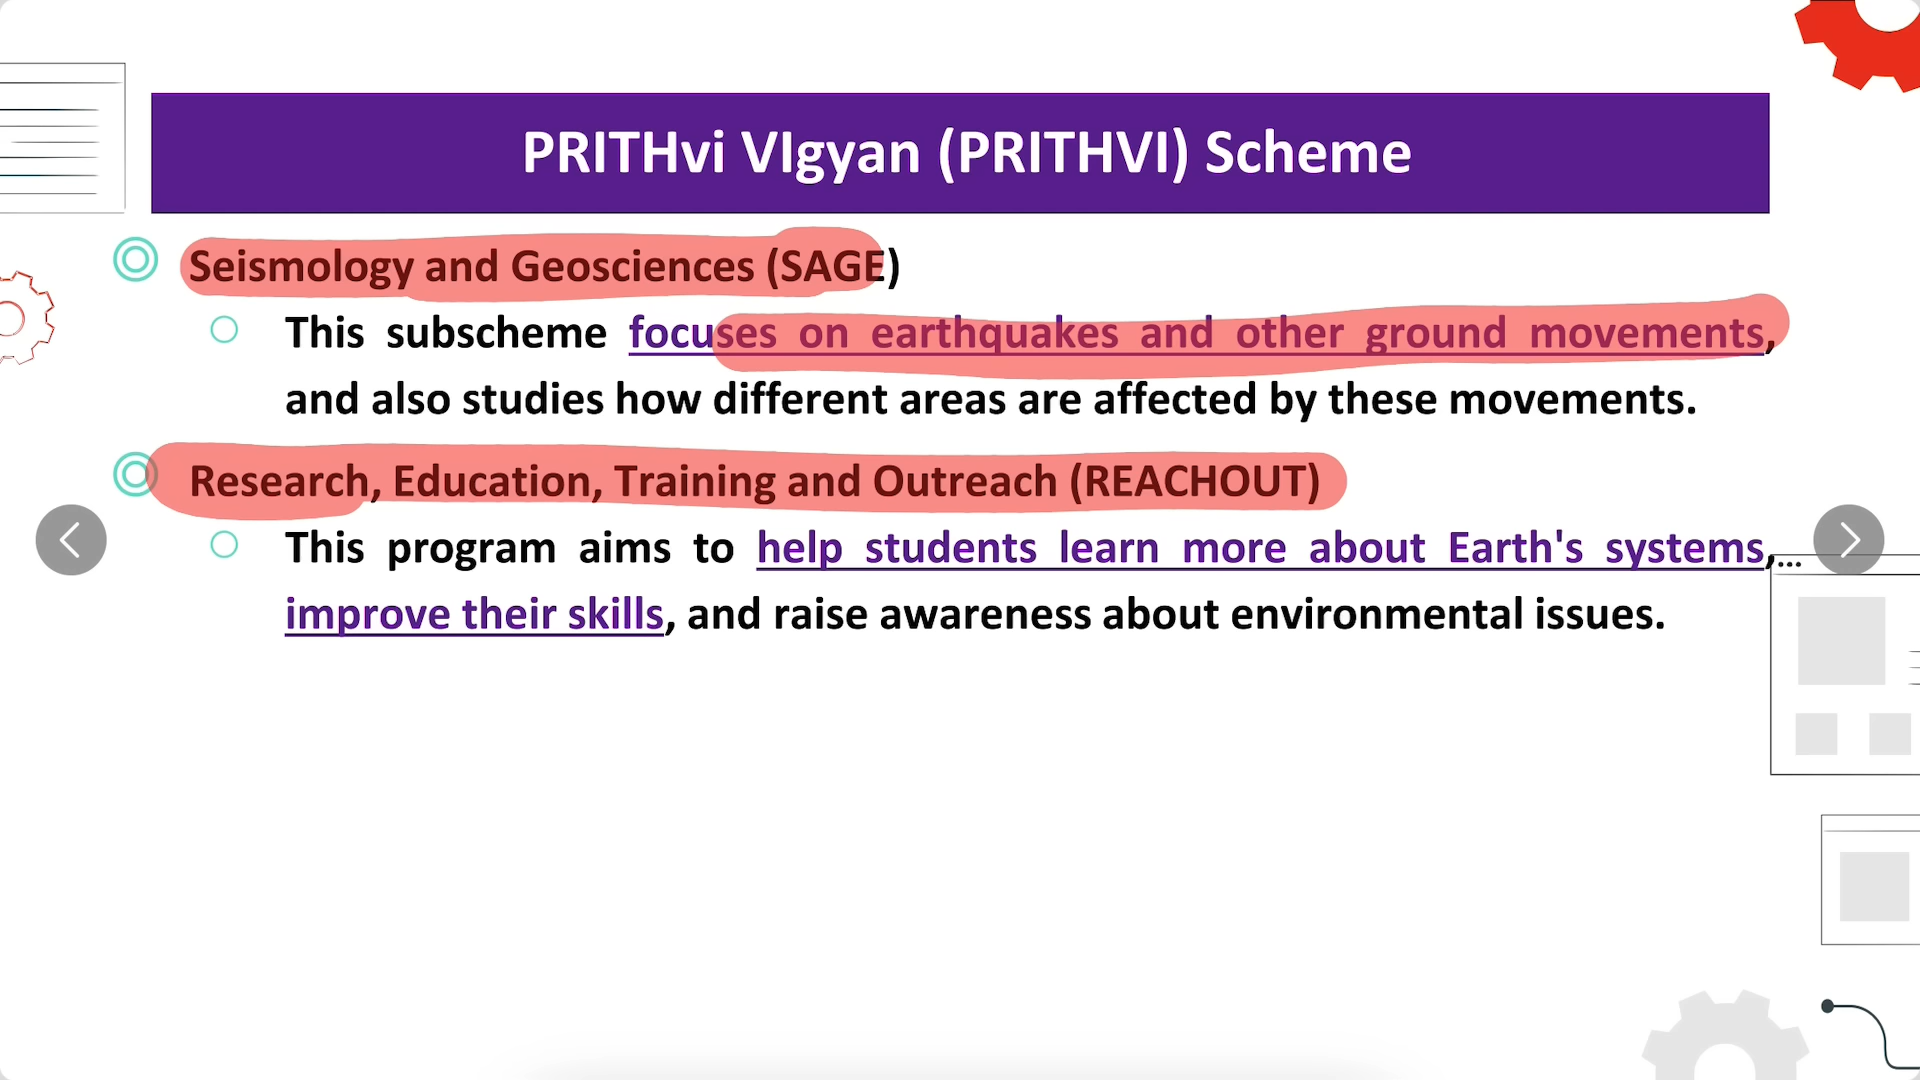 PRITHvi VIgyan (PRITHVI) Scheme
Seismology and Geosciences (SAGE)
This subscheme focuses on earthquakes and other ground movements,
and also studies how different areas are affected by these movements.
Research, Education, Training and Outreach (REACHOUT)
This program aims to help students learn more about Earth's systems,...
improve their skills, and raise awareness about environmental issues.